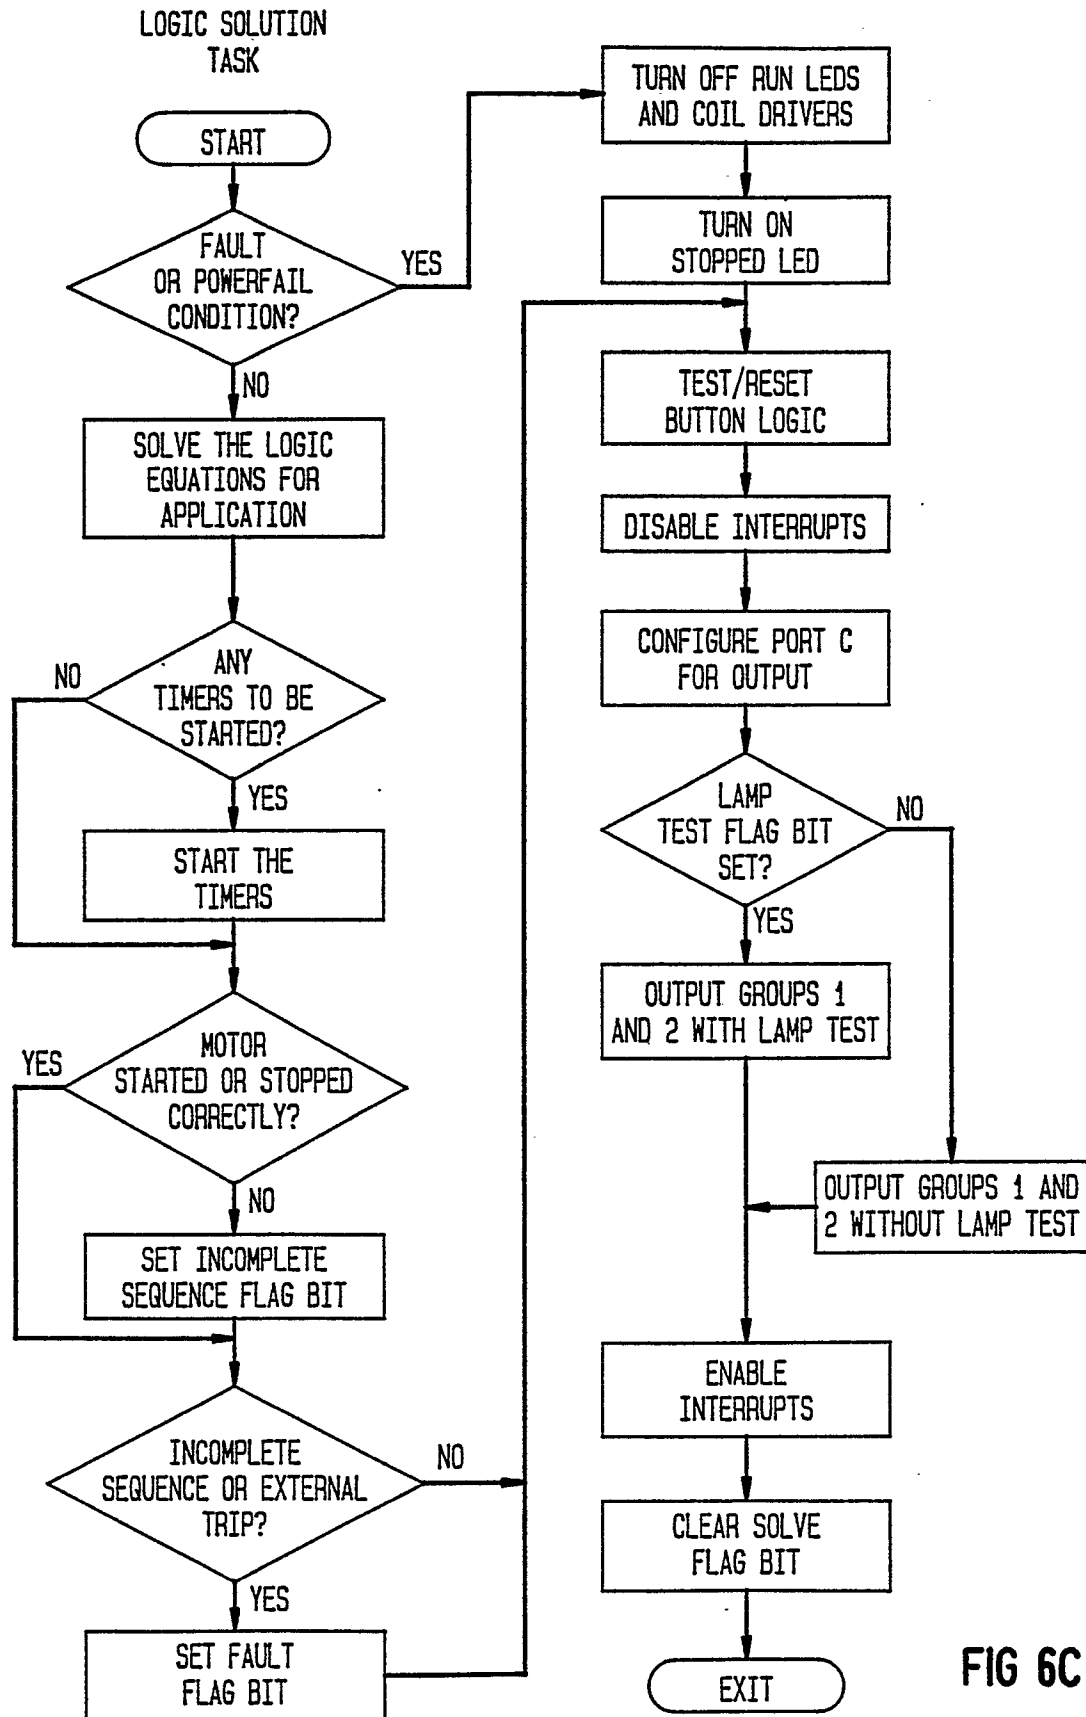 LOGIC SOLUTION
TASK
START
FAULT
OR POWERFAIL
CONDITION?
YES
NO
SOLVE THE LOGIC
EQUATIONS FOR
APPLICATION
ANY
TIMERS TO BE
STARTED?
NO
YES
START THE
TIMERS
MOTOR
STARTED OR STOPPED
CORRECTLY?
YES
NO
SET INCOMPLETE
SEQUENCE FLAG BIT
INCOMPLETE
SEQUENCE OR EXTERNAL
TRIP?
NO
YES
SET FAULT
FLAG BIT
TURN OFF RUN LEDS
AND COIL DRIVERS
TURN ON
STOPPED LED
TEST/RESET
BUTTON LOGIC
DISABLE INTERRUPTS
CONFIGURE PORT C
FOR OUTPUT
LAMP
TEST FLAG BIT
SET?
NO
YES
OUTPUT GROUPS 1
AND 2 WITH LAMP TEST
OUTPUT GROUPS 1 AND
2 WITHOUT LAMP TEST
ENABLE
INTERRUPTS
CLEAR SOLVE
FLAG BIT
EXIT
FIG 6C